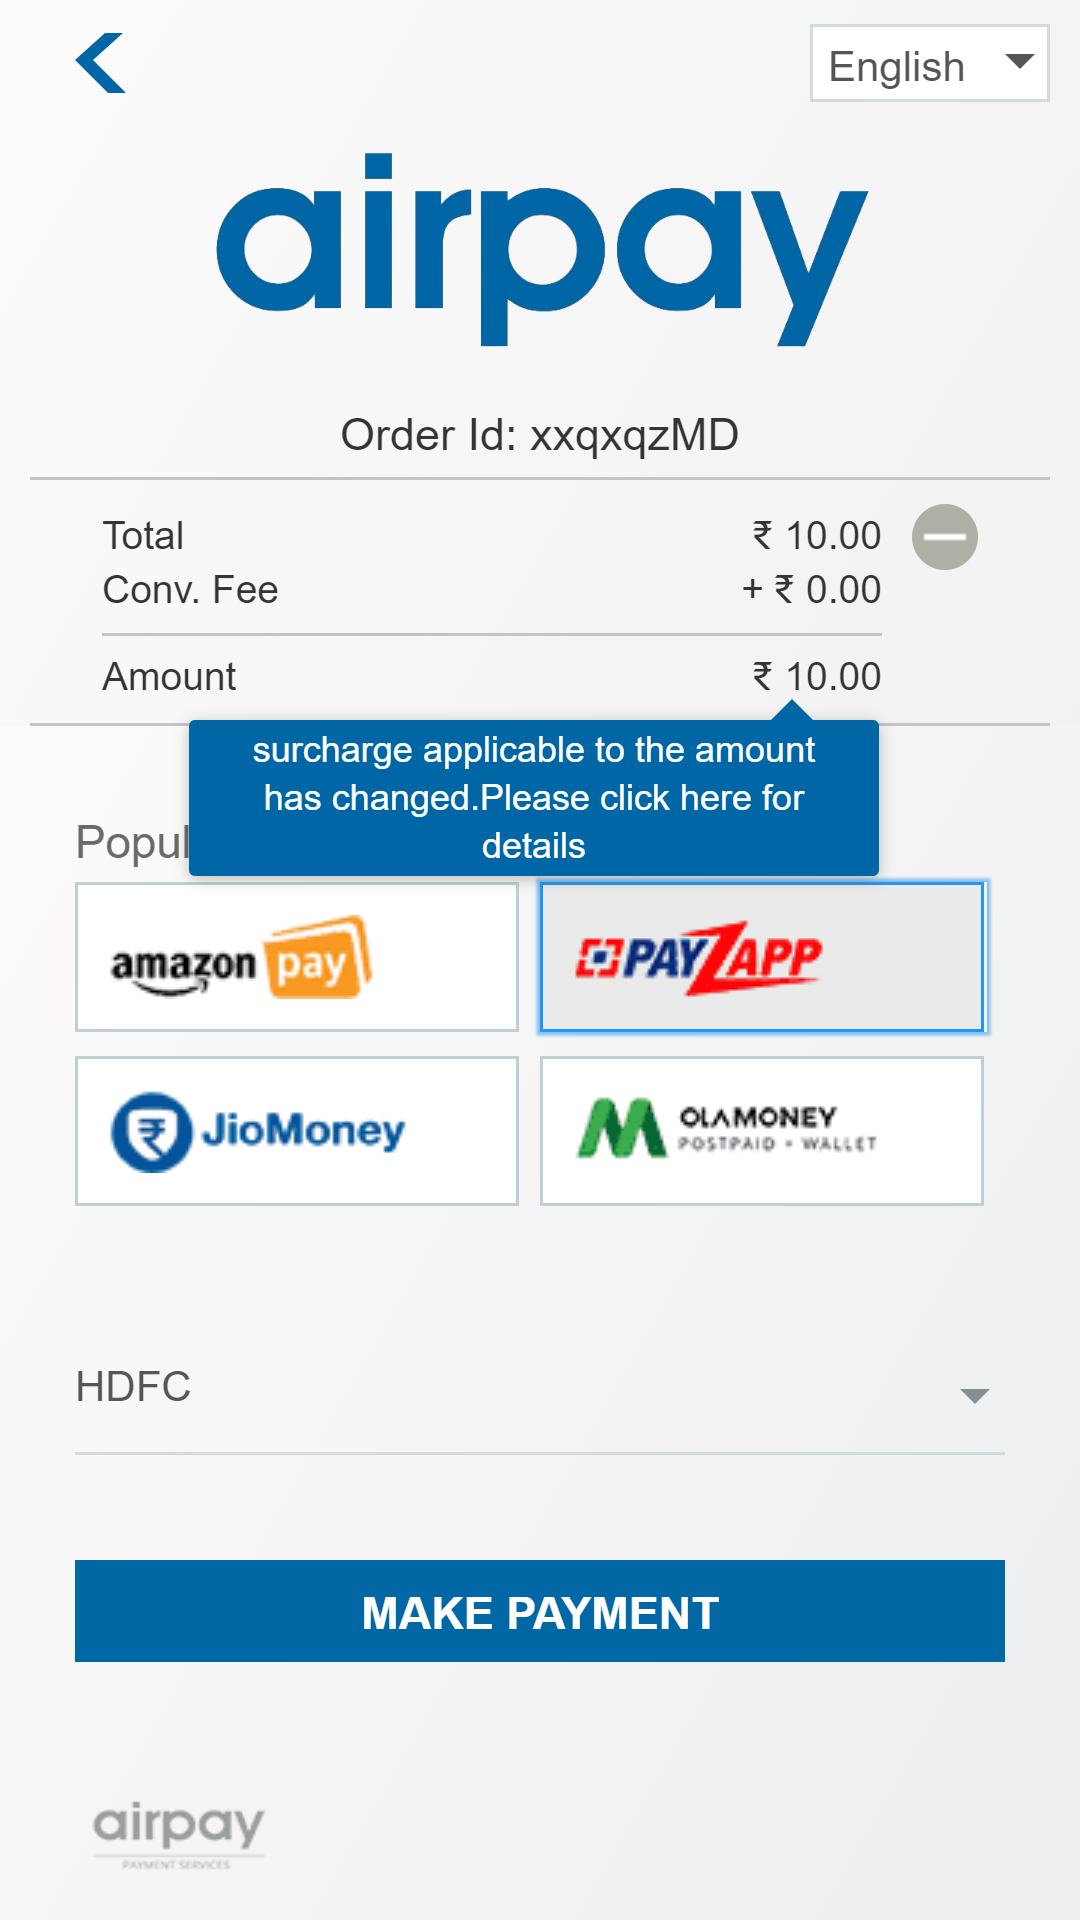 English
airpay
Order Id: xxqxqzMD
Total ₹ 10.00
Conv. Fee + ₹ 0.00
Amount ₹ 10.00
surcharge applicable to the amount
has changed.Please click here for
details
Popul
amazon pay
PAYZAPP
JioMoney
OLAMONEY
POSTPAID • WALLET
HDFC
MAKE PAYMENT
airpay
PAYMENT SERVICES